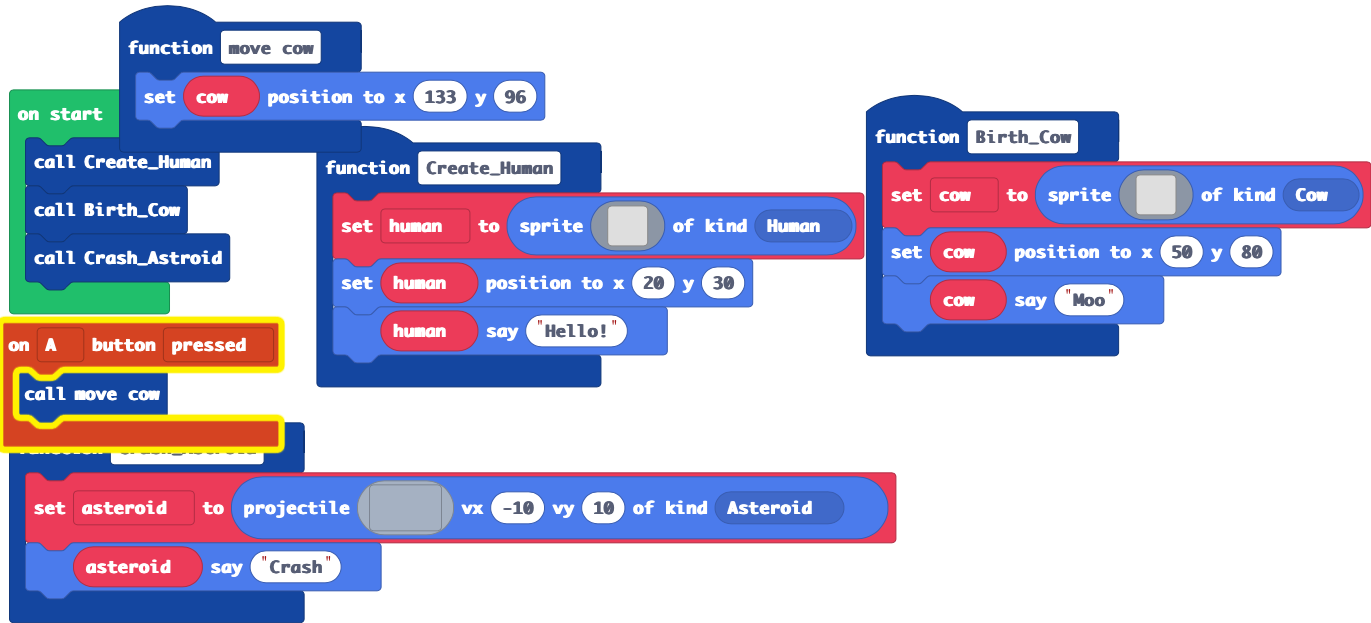 function move cow
set cow position to x 133 y 96
on start
call Create_Human
call Birth_Cow
call Crash_Astroid
function Create_Human
set human to sprite of kind Human
set human position to x 20 y 30
human say "Hello!"
function Birth_Cow
set cow to sprite of kind Cow
set cow position to x 50 y 80
cow say "Moo"
on A button pressed
call move cow
set asteroid to projectile vx -10 vy 10 of kind Asteroid
asteroid say "Crash"